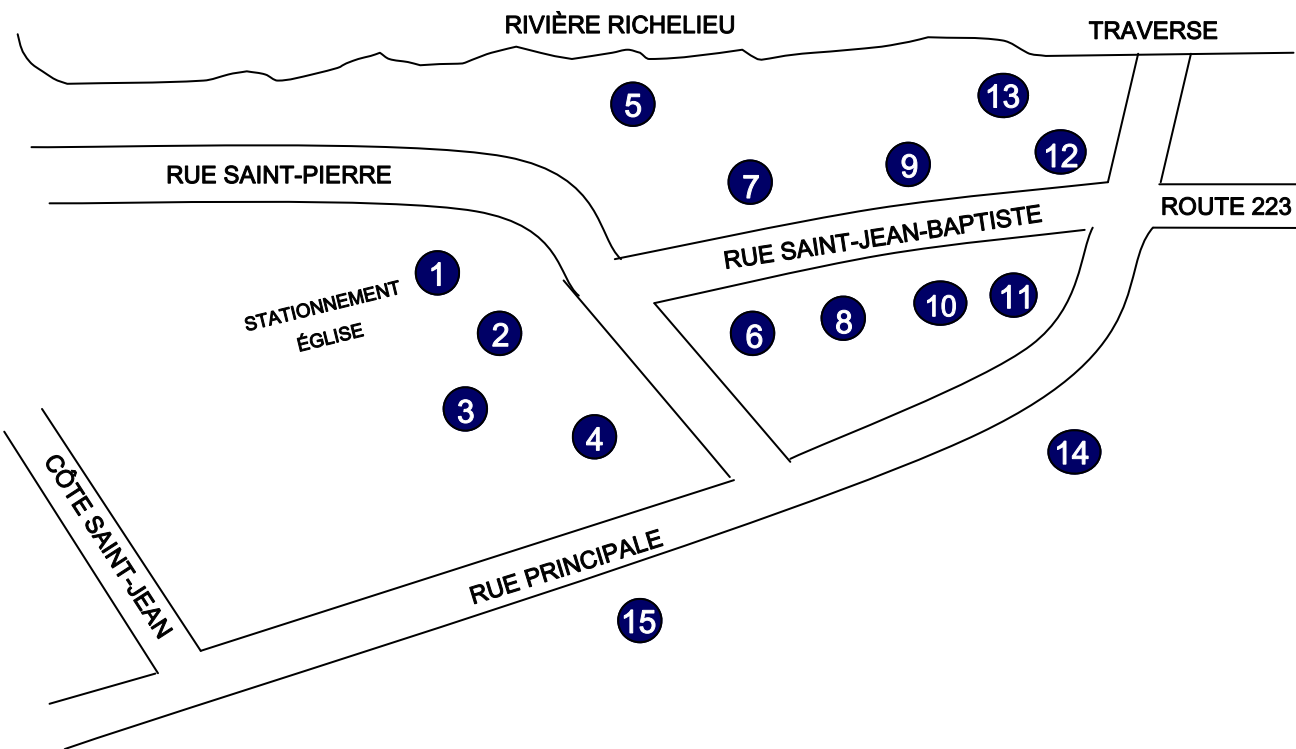 RIVIÈRE RICHELIEU
TRAVERSE
5
13
12
9
7
RUE SAINT-PIERRE
ROUTE 223
RUE SAINT-JEAN-BAPTISTE
1
STATIONNEMENT
ÉGLISE
2
3
4
6
8
10
11
14
CÔTE SAINT-JEAN
RUE PRINCIPALE
15